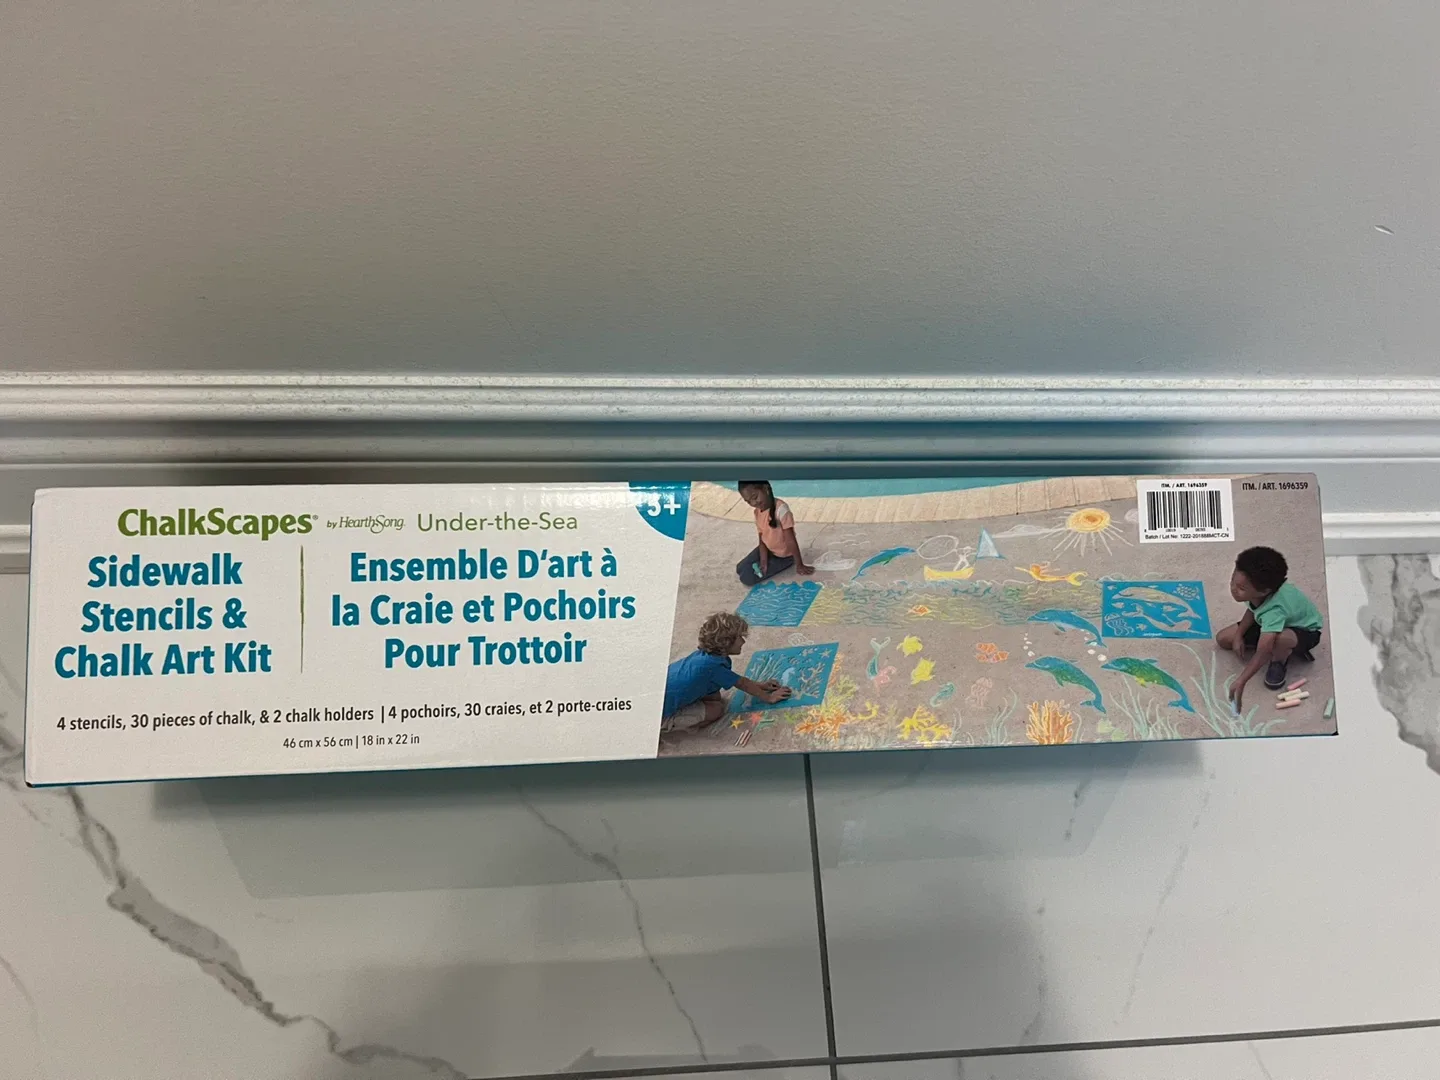 ChalkScapes® by HearthSong. Under-the-Sea
5+
Sidewalk
Stencils &
Chalk Art Kit
Ensemble D'art à
la Craie et Pochoirs
Pour Trottoir
4 stencils, 30 pieces of chalk, & 2 chalk holders | 4 pochoirs, 30 craies, et 2 porte-craies
46 cm x 56 cm | 18 in x 22 in
ITM. / ART. 1696359
ITM. / ART. 1696359